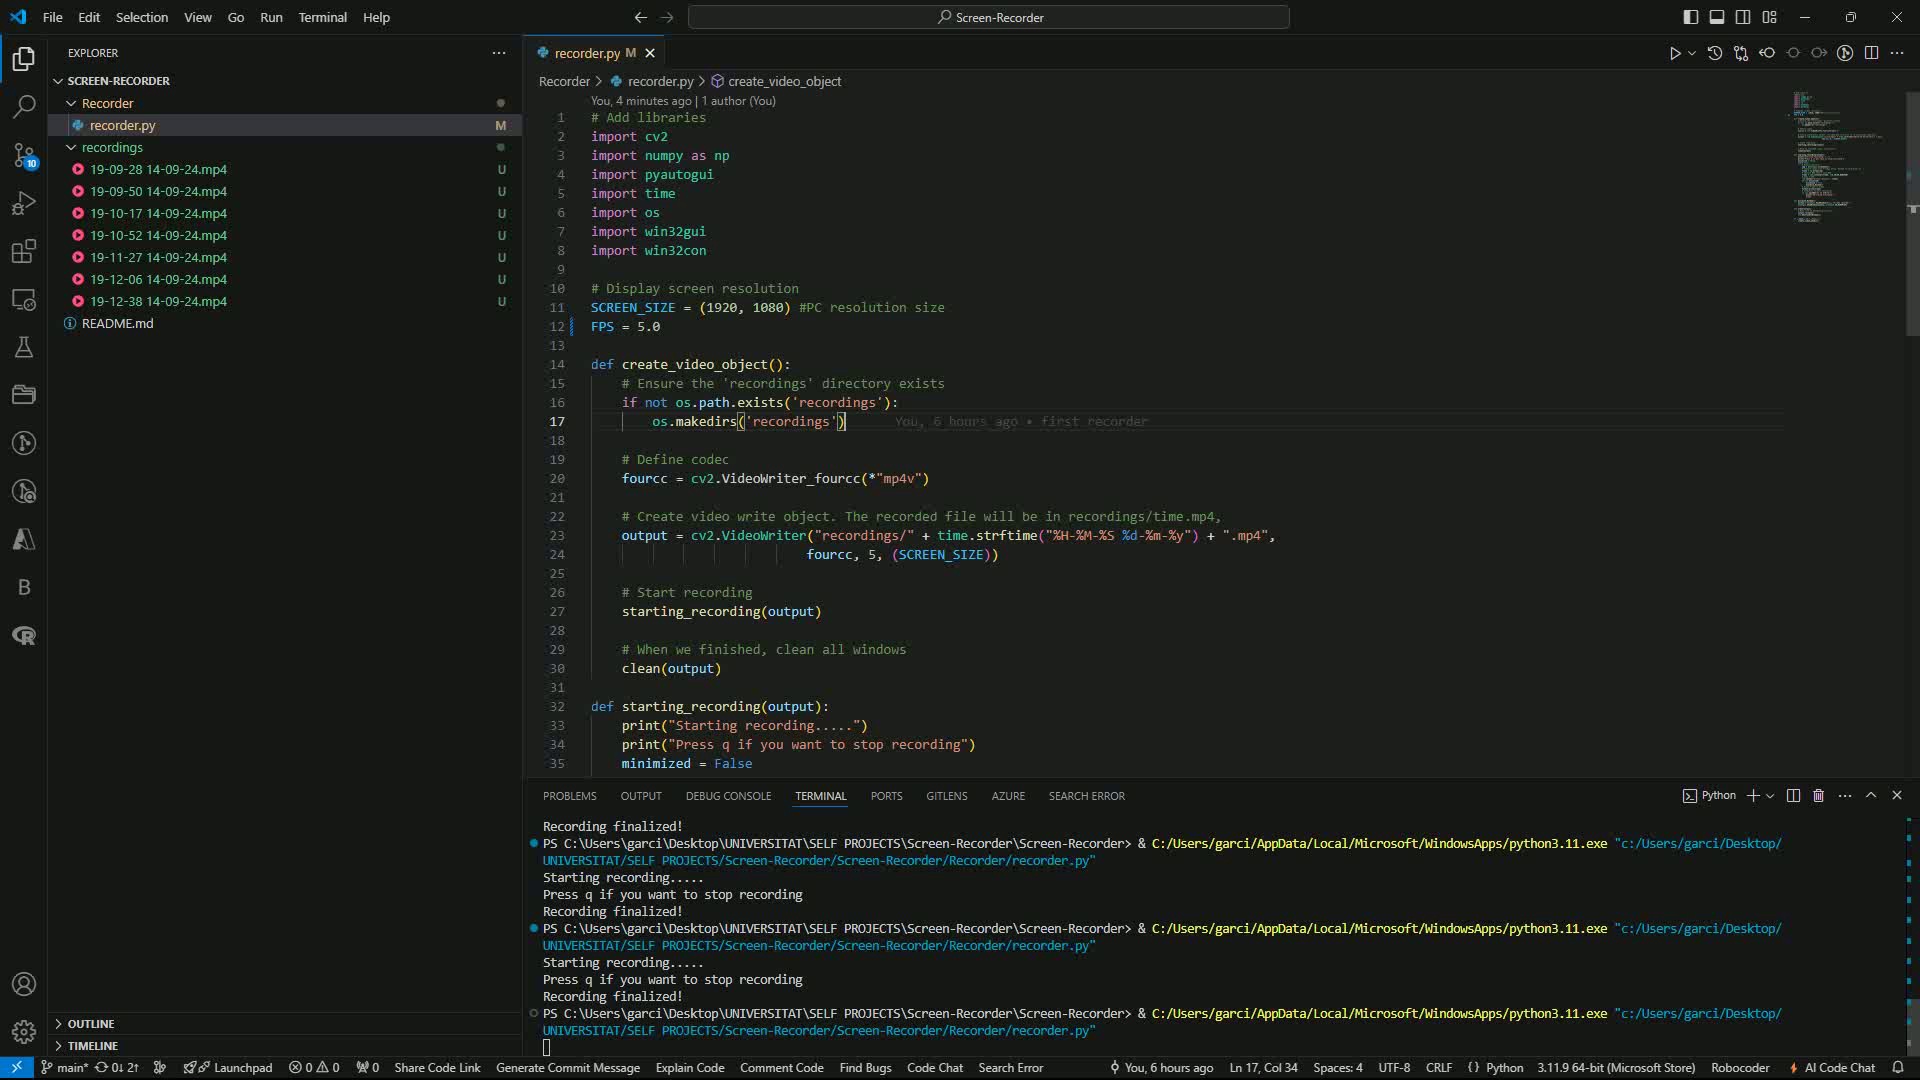 File Edit Selection View Go Run Terminal Help
Screen-Recorder
EXPLORER
SCREEN-RECORDER
Recorder
recorder.py M
recordings
19-09-28 14-09-24.mp4 U
19-09-50 14-09-24.mp4 U
19-10-17 14-09-24.mp4 U
19-10-52 14-09-24.mp4 U
19-11-27 14-09-24.mp4 U
19-12-06 14-09-24.mp4 U
19-12-38 14-09-24.mp4 U
README.md
10
B
R
OUTLINE
TIMELINE
recorder.py M
Recorder > recorder.py > create_video_object
You, 4 minutes ago | 1 author (You)
1 # Add libraries
2 import cv2
3 import numpy as np
4 import pyautogui
5 import time
6 import os
7 import win32gui
8 import win32con
9
10 # Display screen resolution
11 SCREEN_SIZE = (1920, 1080) #PC resolution size
12 FPS = 5.0
13
14 def create_video_object():
15 # Ensure the 'recordings' directory exists
16 if not os.path.exists('recordings'):
17 os.makedirs('recordings') You, 6 hours ago • first recorder
18
19 # Define codec
20 fourcc = cv2.VideoWriter_fourcc(*"mp4v")
21
22 # Create video write object. The recorded file will be in recordings/time.mp4,
23 output = cv2.VideoWriter("recordings/" + time.strftime("%H-%M-%S %d-%m-%y") + ".mp4",
24 fourcc, 5, (SCREEN_SIZE))
25
26 # Start recording
27 starting_recording(output)
28
29 # When we finished, clean all windows
30 clean(output)
31
32 def starting_recording(output):
33 print("Starting recording.....")
34 print("Press q if you want to stop recording")
35 minimized = False
PROBLEMS OUTPUT DEBUG CONSOLE TERMINAL PORTS GITLENS AZURE SEARCH ERROR
Python
Recording finalized!
PS C:\Users\garci\Desktop\UNIVERSITAT\SELF PROJECTS\Screen-Recorder\Screen-Recorder> & C:/Users/garci/AppData/Local/Microsoft/WindowsApps/python3.11.exe "c:/Users/garci/Desktop/
UNIVERSITAT/SELF PROJECTS/Screen-Recorder/Screen-Recorder/Recorder/recorder.py"
Starting recording.....
Press q if you want to stop recording
Recording finalized!
PS C:\Users\garci\Desktop\UNIVERSITAT\SELF PROJECTS\Screen-Recorder\Screen-Recorder> & C:/Users/garci/AppData/Local/Microsoft/WindowsApps/python3.11.exe "c:/Users/garci/Desktop/
UNIVERSITAT/SELF PROJECTS/Screen-Recorder/Screen-Recorder/Recorder/recorder.py"
Starting recording.....
Press q if you want to stop recording
Recording finalized!
PS C:\Users\garci\Desktop\UNIVERSITAT\SELF PROJECTS\Screen-Recorder\Screen-Recorder> & C:/Users/garci/AppData/Local/Microsoft/WindowsApps/python3.11.exe "c:/Users/garci/Desktop/
UNIVERSITAT/SELF PROJECTS/Screen-Recorder/Screen-Recorder/Recorder/recorder.py"
main* 0↓ 2↑ Launchpad 0 0 0 Share Code Link Generate Commit Message Explain Code Comment Code Find Bugs Code Chat Search Error You, 6 hours ago Ln 17, Col 34 Spaces: 4 UTF-8 CRLF {} Python 3.11.9 64-bit (Microsoft Store) Robocoder AI Code Chat